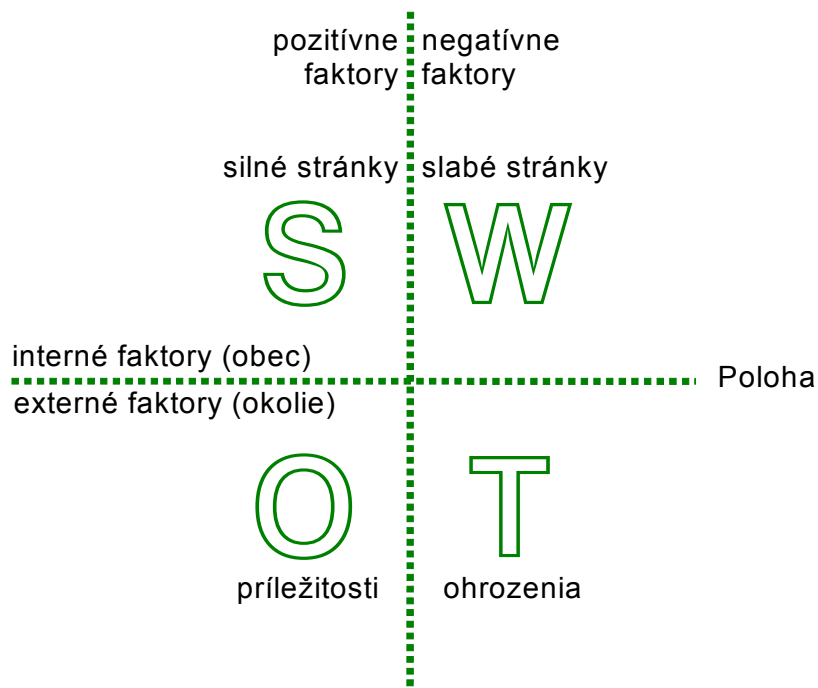 pozitívne negatívne
faktory faktory
silné stránky slabé stránky
S W
interné faktory (obec)
Poloha
externé faktory (okolie)
O T
príležitosti ohrozenia